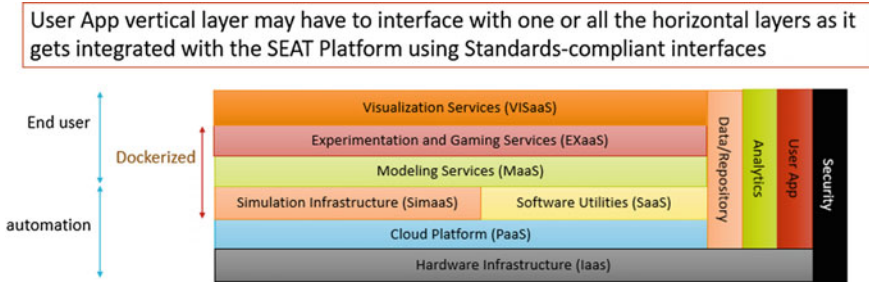 User App vertical layer may have to interface with one or all the horizontal layers as it
gets integrated with the SEAT Platform using Standards-compliant interfaces
End user
Dockerized
automation
Visualization Services (VISaaS)
Experimentation and Gaming Services (EXaaS)
Modeling Services (MaaS)
Simulation Infrastructure (SimaaS)
Software Utilities (SaaS)
Cloud Platform (PaaS)
Hardware Infrastructure (Iaas)
Data/Repository
Analytics
User App
Security